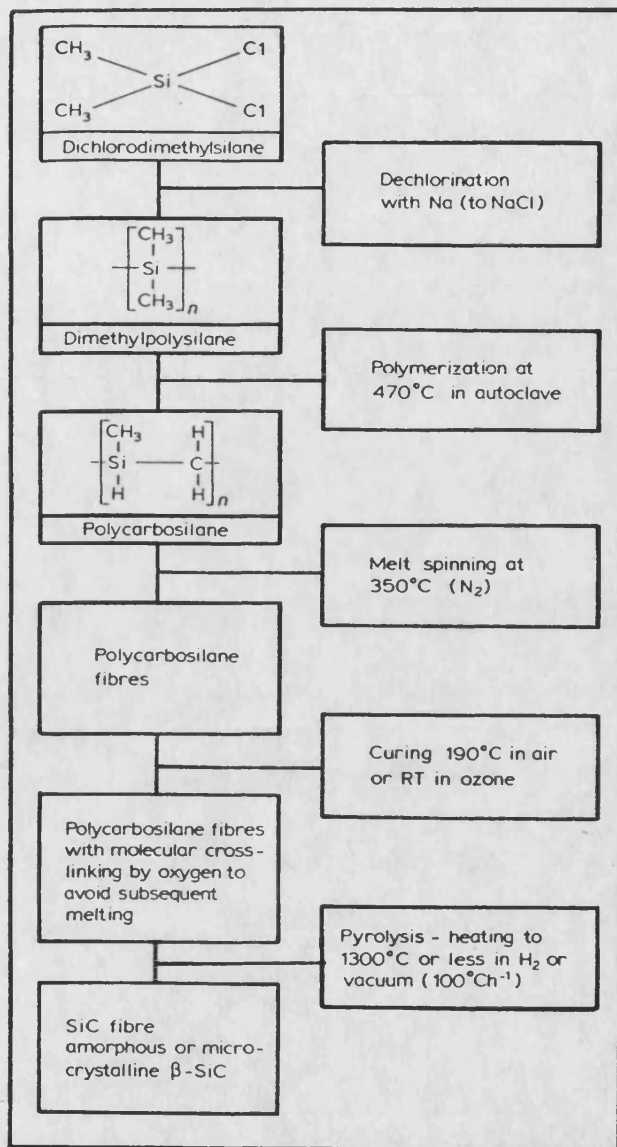 CH3 Cl
Si
CH3 Cl
Dichlorodimethylsilane
Dechlorination
with Na (to NaCl)
CH3
Si
CH3 n
Dimethylpolysilane
Polymerization at
470°C in autoclave
CH3 H
Si C
H H n
Polycarbosilane
Melt spinning at
350°C (N2)
Polycarbosilane
fibres
Curing 190°C in air
or RT in ozone
Polycarbosilane fibres
with molecular cross-
linking by oxygen to
avoid subsequent
melting
Pyrolysis - heating to
1300°C or less in H2 or
vacuum (100°Ch-1)
SiC fibre
amorphous or micro-
crystalline β-SiC